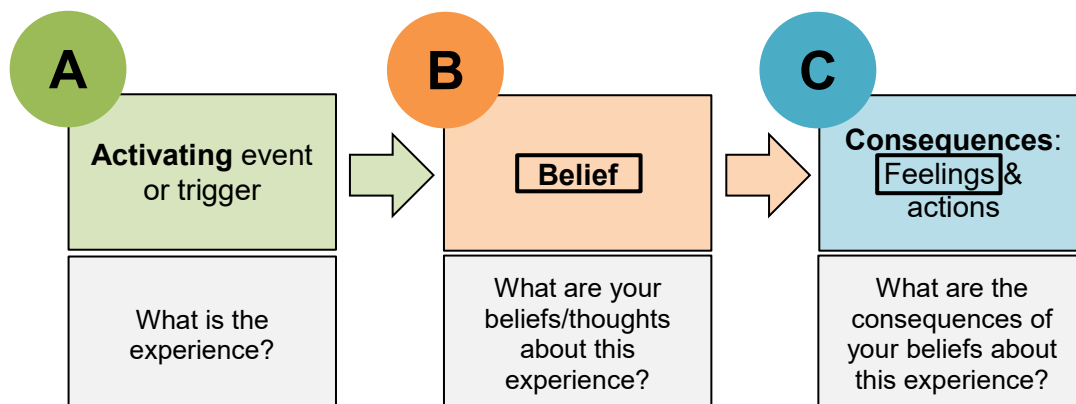 A
Activating event
or trigger
What is the
experience?
B
Belief
What are your
beliefs/thoughts
about this
experience?
C
Consequences:
Feelings &
actions
What are the
consequences of
your beliefs about
this experience?